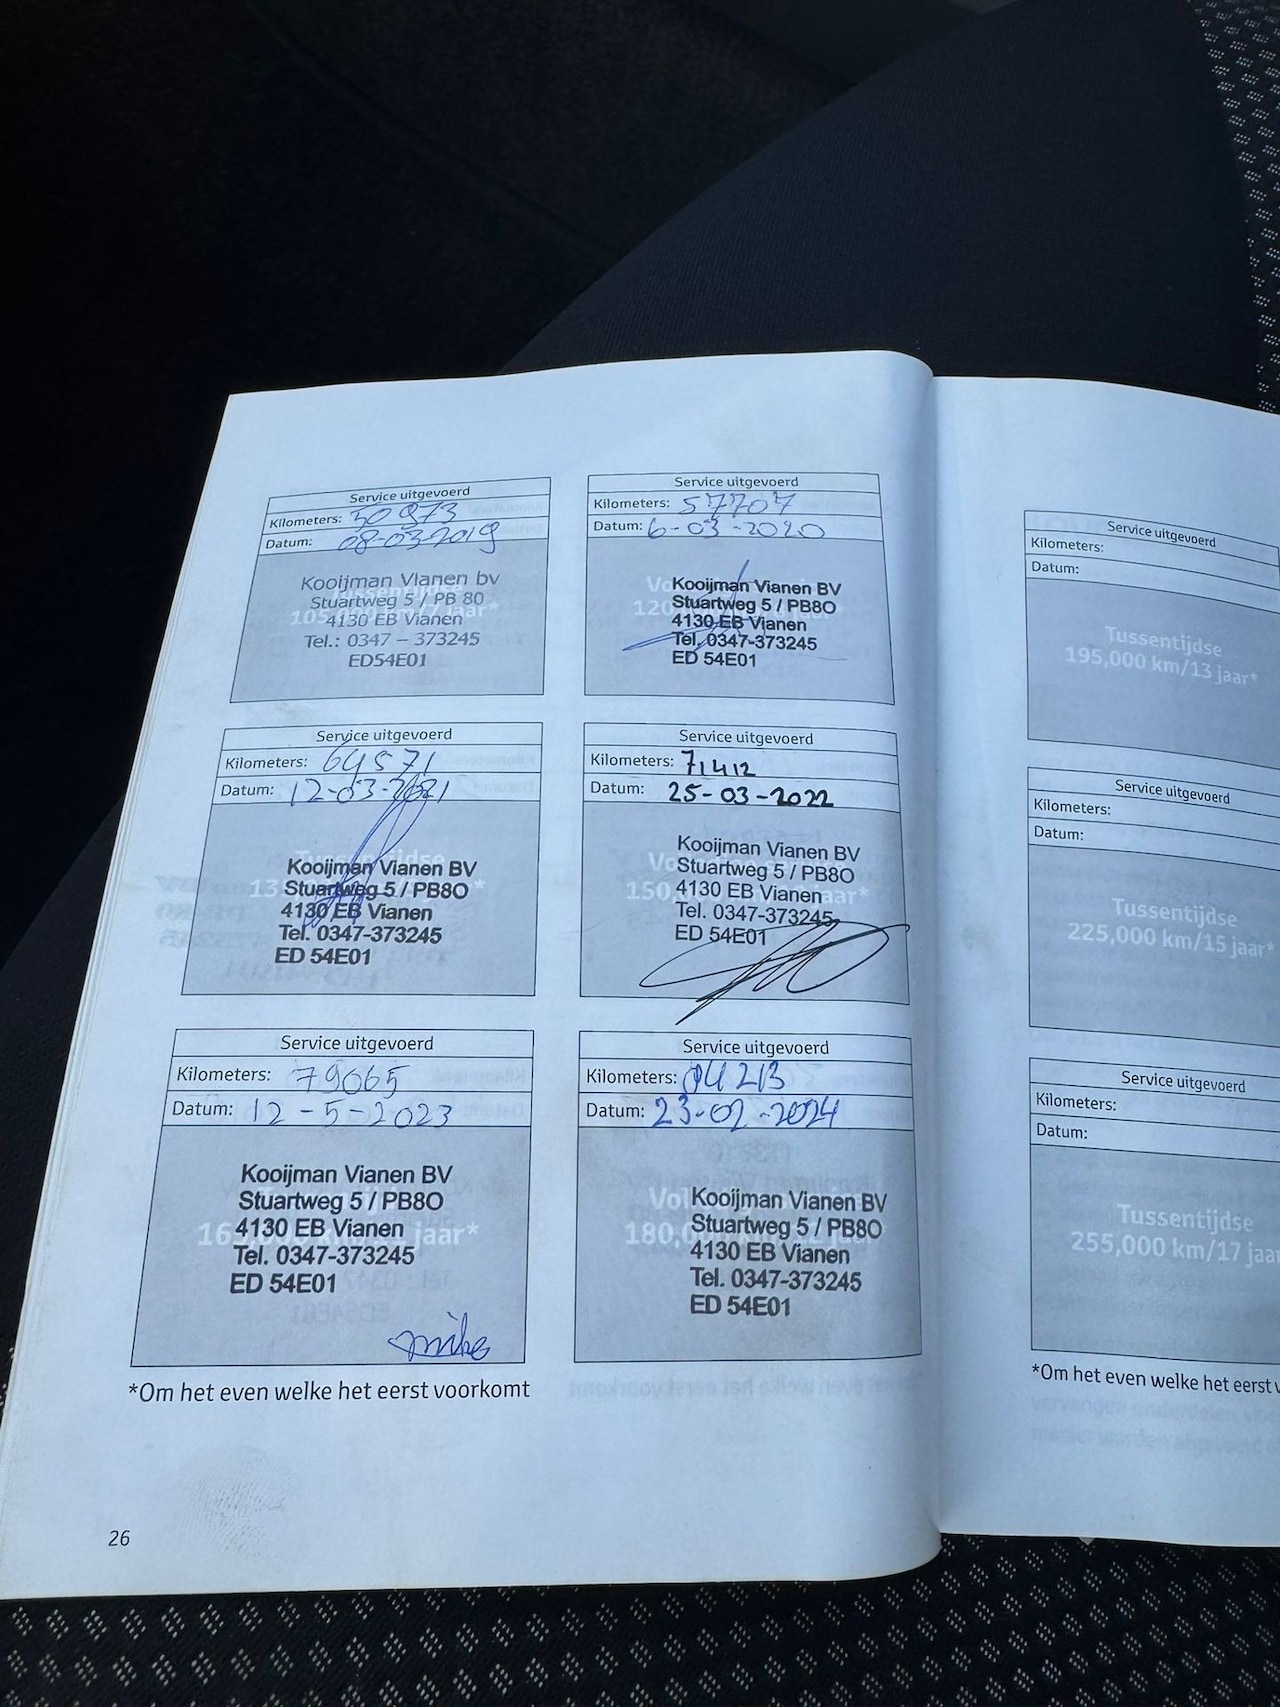 Service uitgevoerd
Kilometers: 50973
Datum: 08-03-2019
Tussentijdse
105,000 km/7 jaar*
Kooijman Vianen bv
Stuartweg 5 / PB 80
4130 EB Vianen
Tel.: 0347 – 373245
ED54E01
Service uitgevoerd
Kilometers: 57707
Datum: 6-03-2020
Kooijman Vianen BV
Stuartweg 5 / PB8O
4130 EB Vianen
Tel. 0347-373245
ED 54E01
Service uitgevoerd
Kilometers: 64571
Datum: 12-03-2021
Tussentijdse
Kooijman Vianen BV
Stuartweg 5 / PB8O
4130 EB Vianen
Tel. 0347-373245
ED 54E01
Service uitgevoerd
Kilometers: 71412
Datum: 25-03-2022
Kooijman Vianen BV
Stuartweg 5 / PB8O
4130 EB Vianen
Tel. 0347-373245
ED 54E01
Service uitgevoerd
Kilometers: 79065
Datum: 12-5-2023
Kooijman Vianen BV
Stuartweg 5 / PB8O
4130 EB Vianen
Tel. 0347-373245
ED 54E01
Service uitgevoerd
Kilometers: 84213
Datum: 23-02-2024
Kooijman Vianen BV
Stuartweg 5 / PB8O
4130 EB Vianen
Tel. 0347-373245
ED 54E01
*Om het even welke het eerst voorkomt
26
Service uitgevoerd
Kilometers:
Datum:
Tussentijdse
195,000 km/13 jaar*
Service uitgevoerd
Kilometers:
Datum:
Tussentijdse
225,000 km/15 jaar*
Service uitgevoerd
Kilometers:
Datum:
Tussentijdse
255,000 km/17 jaar
*Om het even welke het eerst v